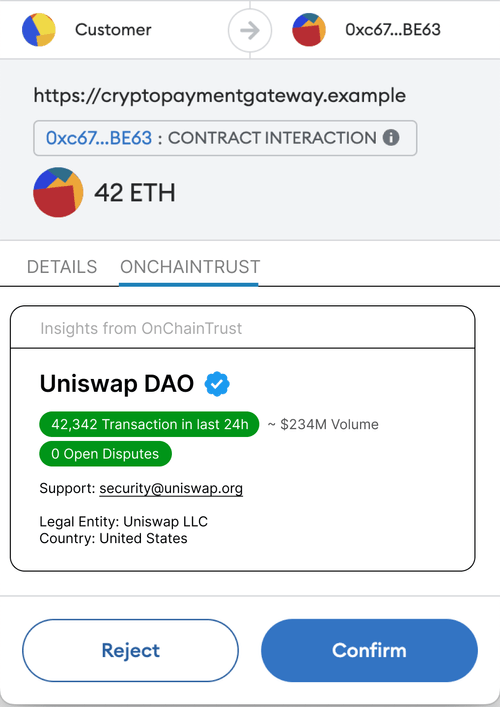 Customer
0xc67...BE63
https://cryptopaymentgateway.example
0xc67...BE63 : CONTRACT INTERACTION
42 ETH
DETAILS ONCHAINTRUST
Insights from OnChainTrust
Uniswap DAO
42,342 Transaction in last 24h ~ $234M Volume
0 Open Disputes
Support: security@uniswap.org
Legal Entity: Uniswap LLC
Country: United States
Reject Confirm